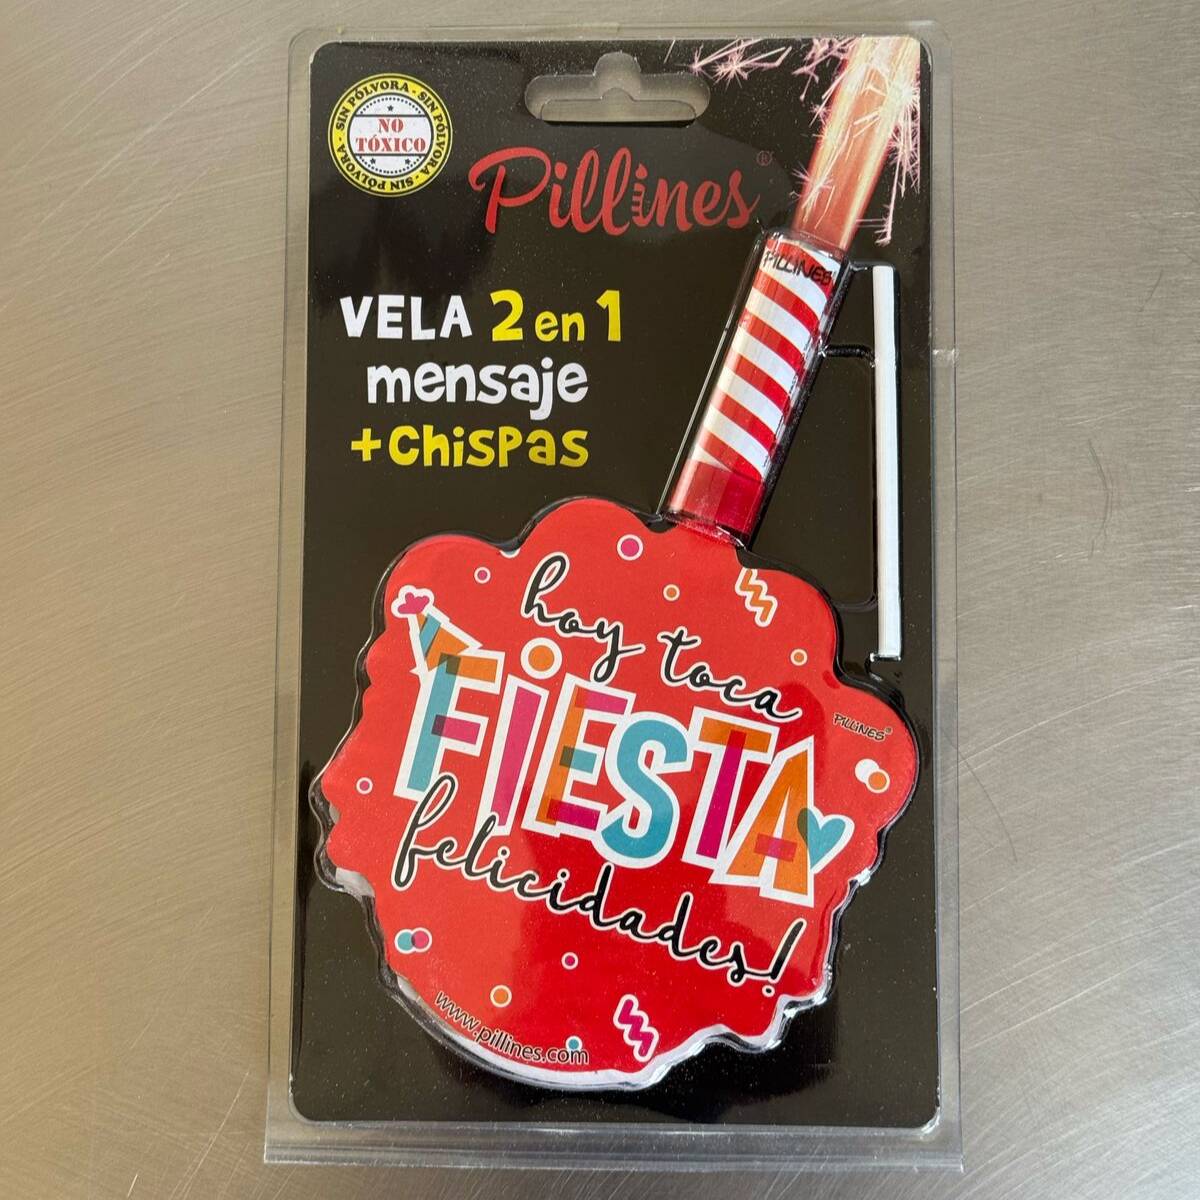 SIN PÓLVORA - SIN PÓLVORA - SIN PÓLVORA -
NO
TÓXICO
Pillines®
VELA 2 en 1
mensaje
+ CHISPAS
PILLINES
hoy toca
FIESTA
PILLINES®
felicidades!
www.pillines.com